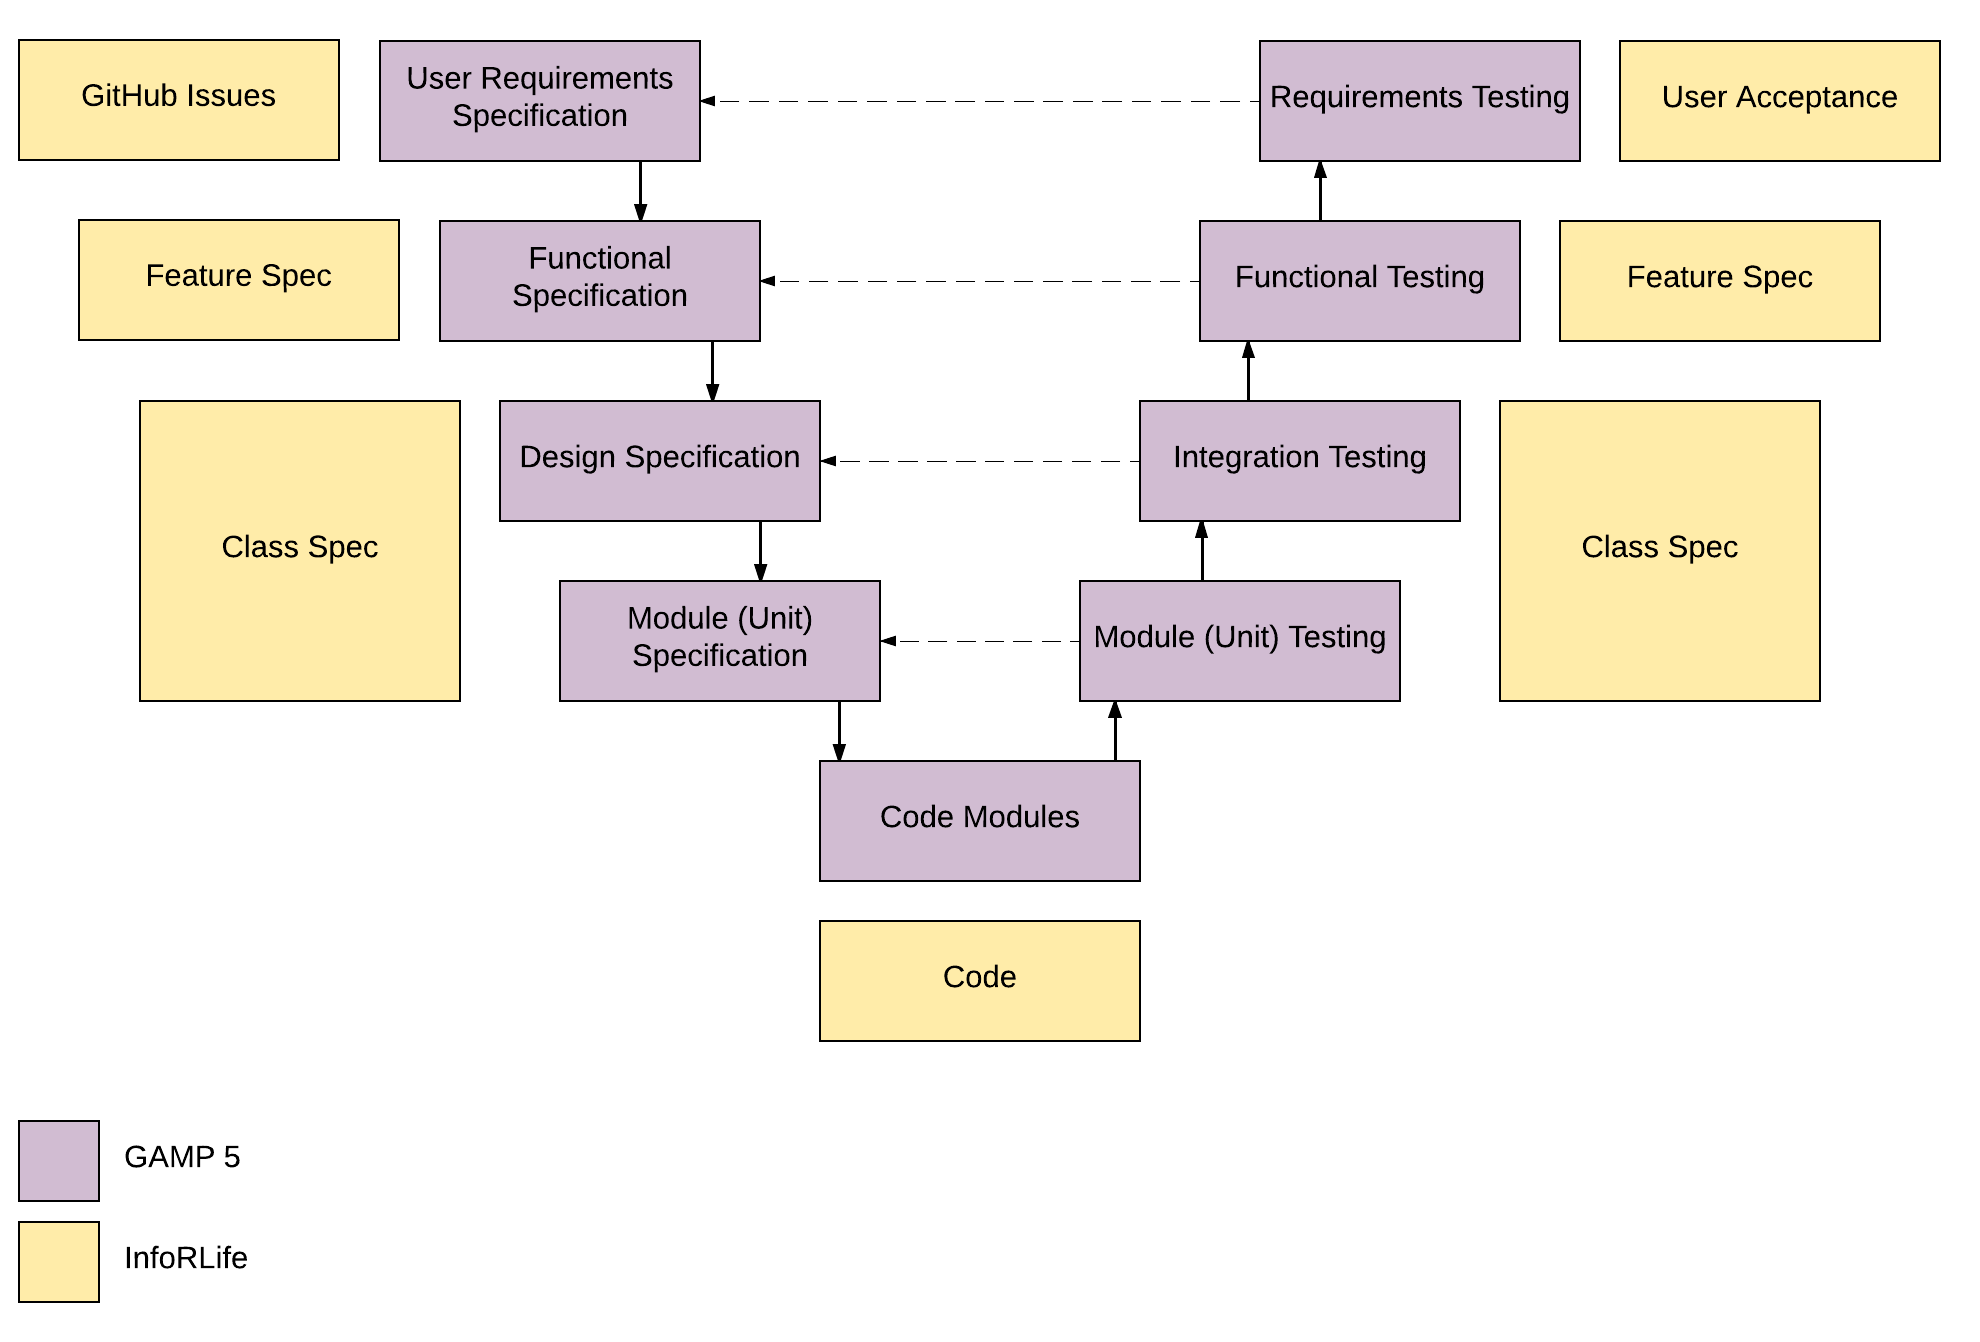 GitHub Issues
User Requirements
Specification
Requirements Testing
User Acceptance
Feature Spec
Functional
Specification
Functional Testing
Feature Spec
Class Spec
Design Specification
Integration Testing
Class Spec
Module (Unit)
Specification
Module (Unit) Testing
Code Modules
Code
GAMP 5
InfoRLife